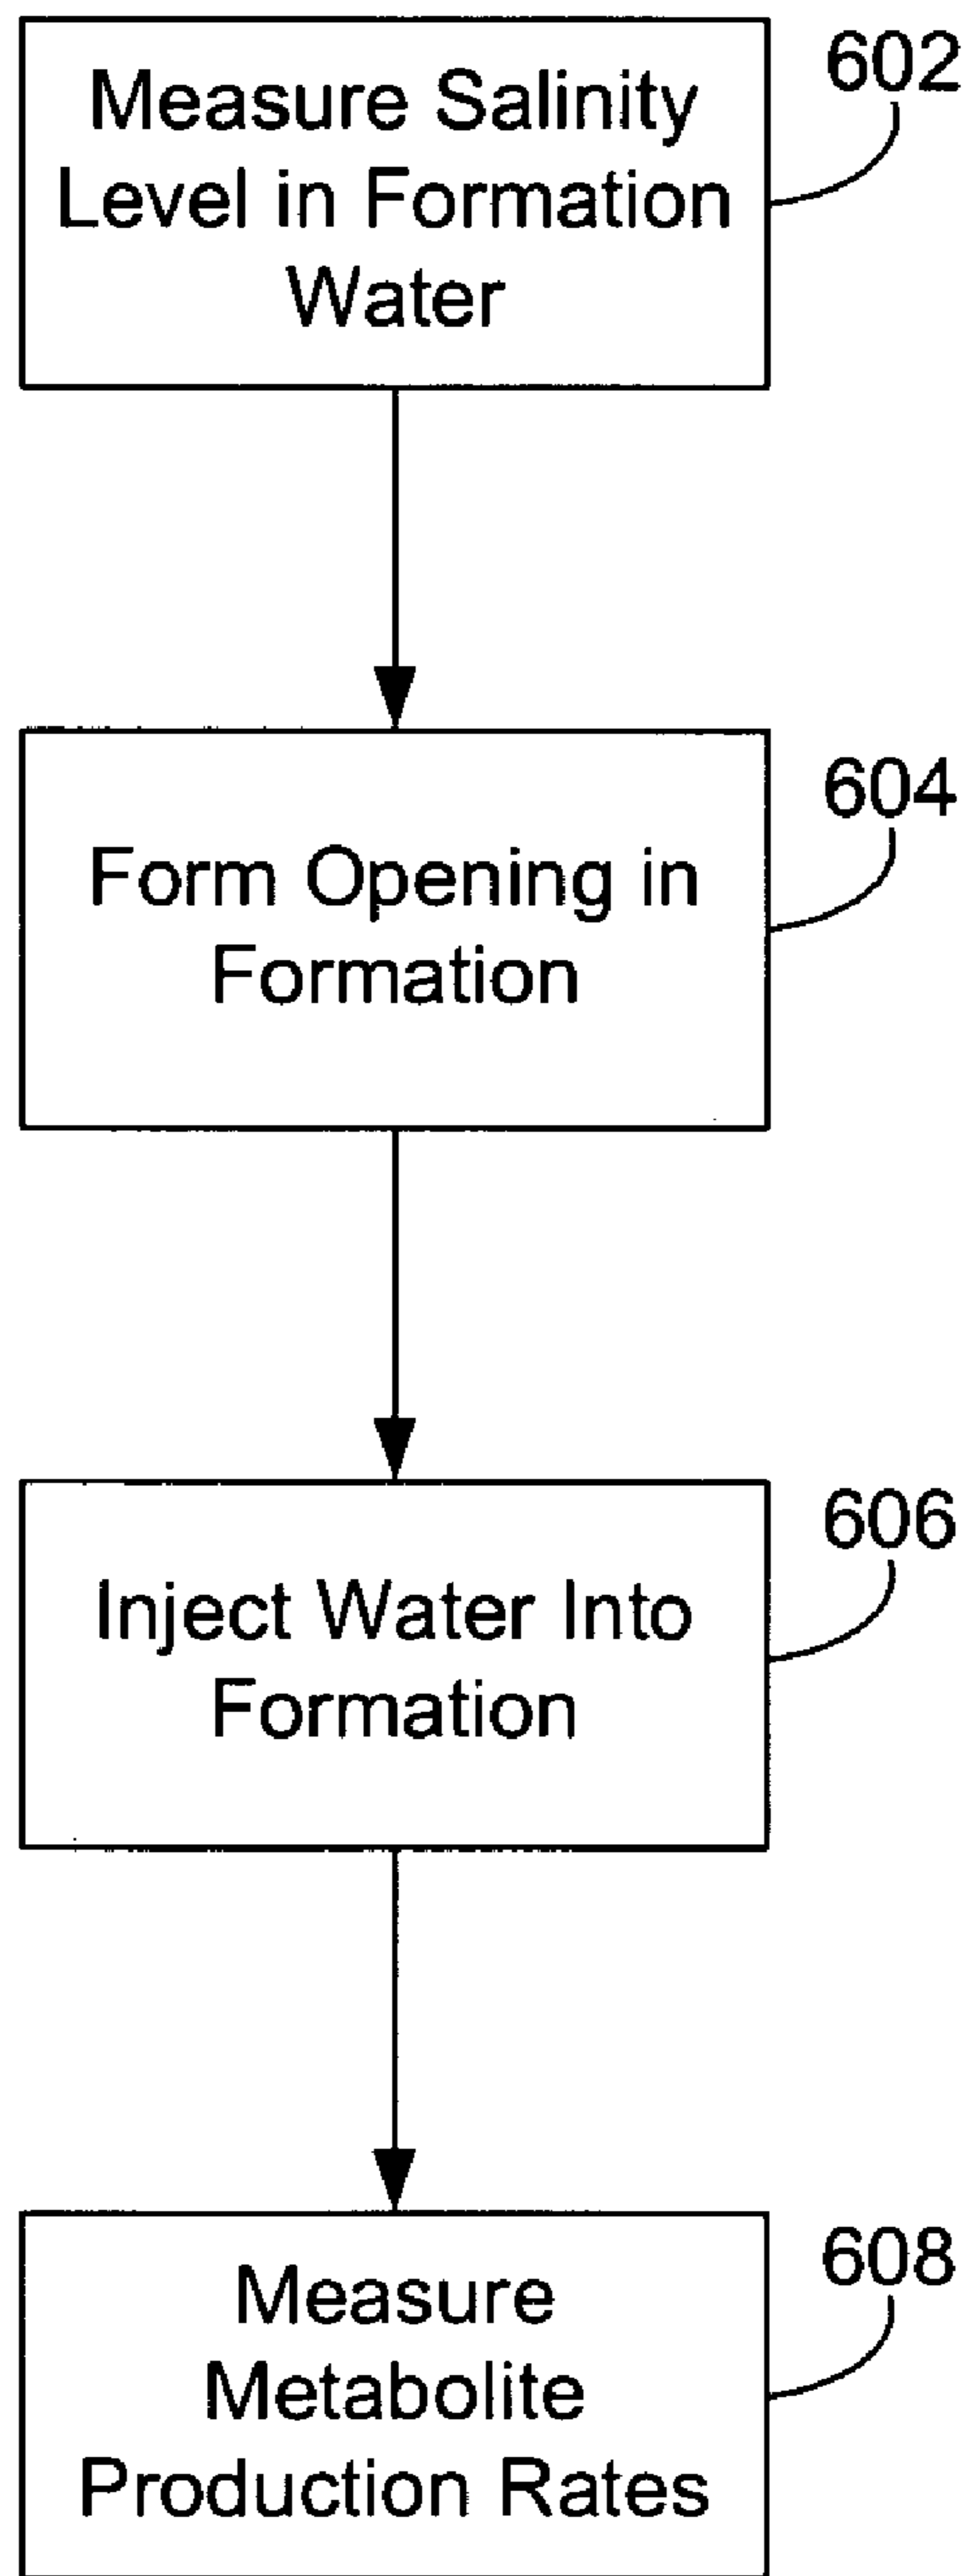 Measure Salinity
Level in Formation
Water
602
Form Opening in
Formation
604
Inject Water Into
Formation
606
Measure
Metabolite
Production Rates
608